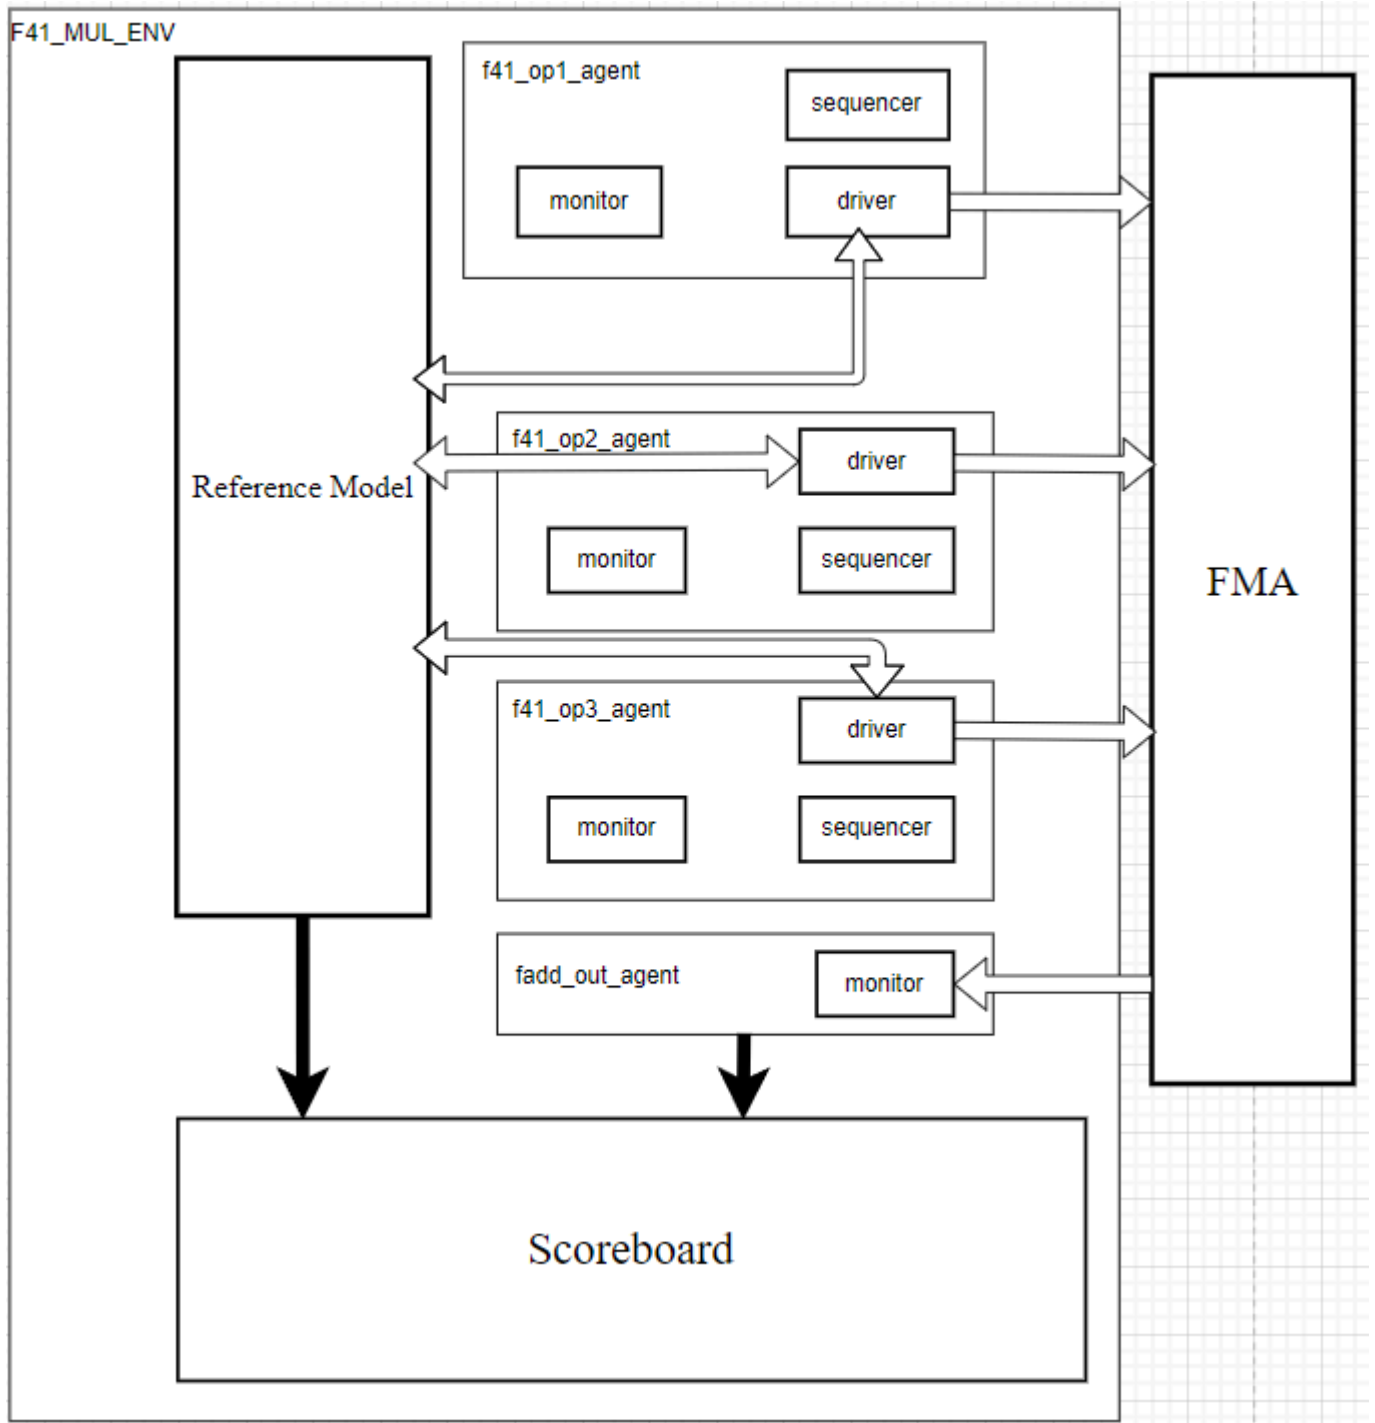 F41_MUL_ENV
f41_op1_agent
sequencer
monitor
driver
Reference Model
f41_op2_agent
driver
monitor
sequencer
FMA
f41_op3_agent
driver
monitor
sequencer
fadd_out_agent
monitor
Scoreboard